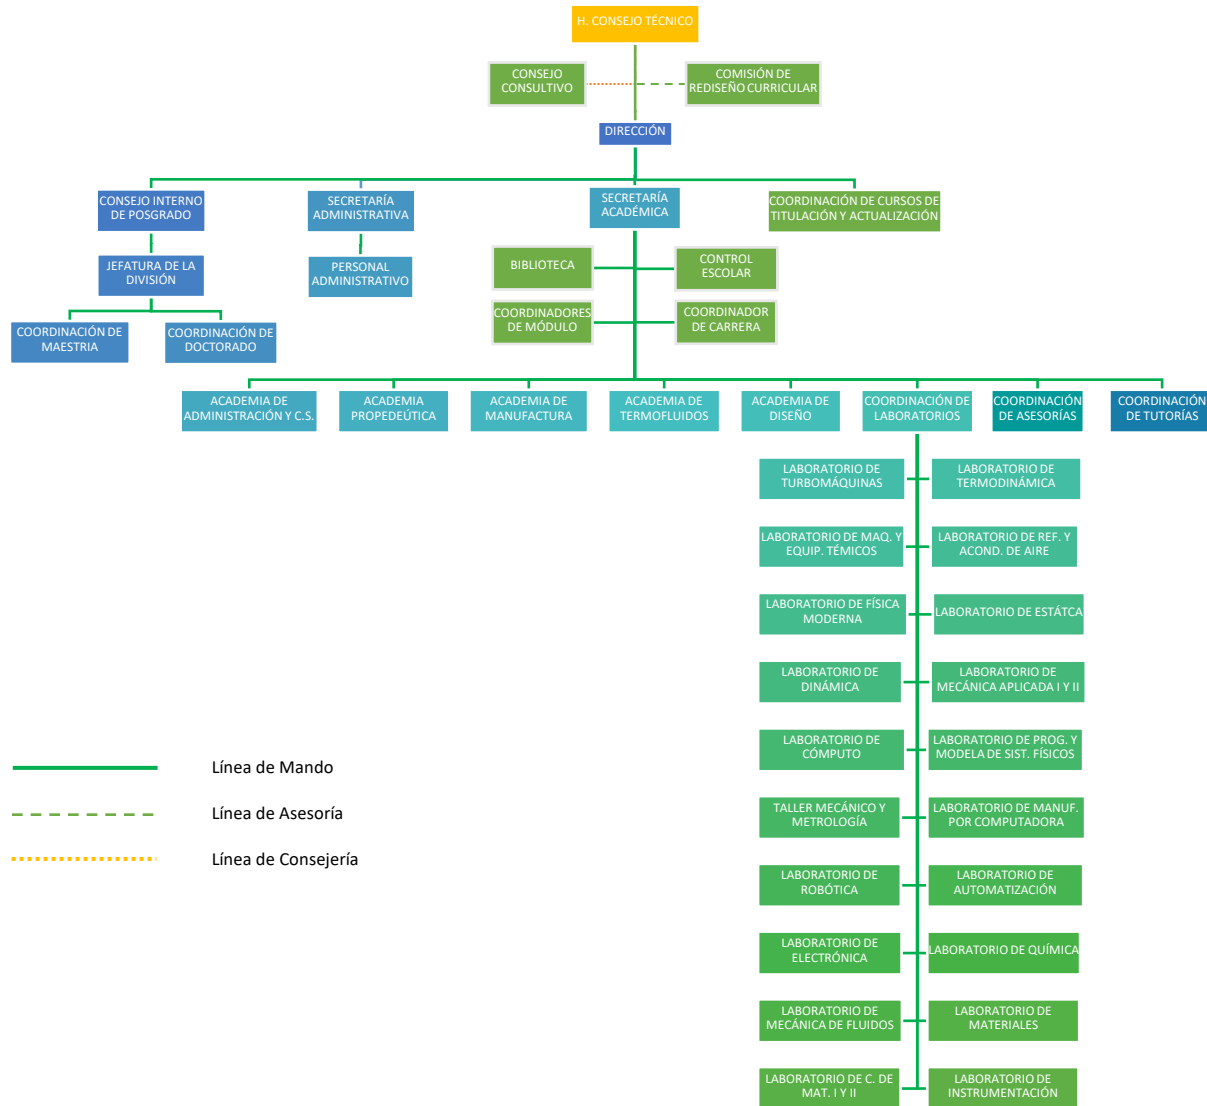 H. CONSEJO TÉCNICO
CONSEJO
CONSULTIVO
COMISIÓN DE
REDISEÑO CURRICULAR
DIRECCIÓN
CONSEJO INTERNO
DE POSGRADO
SECRETARÍA
ADMINISTRATIVA
SECRETARÍA
ACADÉMICA
COORDINACIÓN DE CURSOS DE
TITULACIÓN Y ACTUALIZACIÓN
JEFATURA DE LA
DIVISIÓN
PERSONAL
ADMINISTRATIVO
BIBLIOTECA
CONTROL
ESCOLAR
COORDINADORES
DE MÓDULO
COORDINADOR
DE CARRERA
COORDINACIÓN DE
MAESTRIA
COORDINACIÓN DE
DOCTORADO
ACADEMIA DE
ADMINISTRACIÓN Y C.S.
ACADEMIA
PROPEDEÚTICA
ACADEMIA DE
MANUFACTURA
ACADEMIA DE
TERMOFLUIDOS
ACADEMIA DE
DISEÑO
COORDINACIÓN DE
LABORATORIOS
COORDINACIÓN
DE ASESORÍAS
COORDINACIÓN
DE TUTORÍAS
LABORATORIO DE
TURBOMÁQUINAS
LABORATORIO DE
TERMODINÁMICA
LABORATORIO DE MAQ. Y
EQUIP. TÉMICOS
LABORATORIO DE REF. Y
ACOND. DE AIRE
LABORATORIO DE FÍSICA
MODERNA
LABORATORIO DE ESTÁTCA
LABORATORIO DE
DINÁMICA
LABORATORIO DE
MECÁNICA APLICADA I Y II
LABORATORIO DE
CÓMPUTO
LABORATORIO DE PROG. Y
MODELA DE SIST. FÍSICOS
TALLER MECÁNICO Y
METROLOGÍA
LABORATORIO DE MANUF.
POR COMPUTADORA
LABORATORIO DE
ROBÓTICA
LABORATORIO DE
AUTOMATIZACIÓN
LABORATORIO DE
ELECTRÓNICA
LABORATORIO DE QUÍMICA
LABORATORIO DE
MECÁNICA DE FLUIDOS
LABORATORIO DE
MATERIALES
LABORATORIO DE C. DE
MAT. I Y II
LABORATORIO DE
INSTRUMENTACIÓN
Línea de Mando
Línea de Asesoría
Línea de Consejería